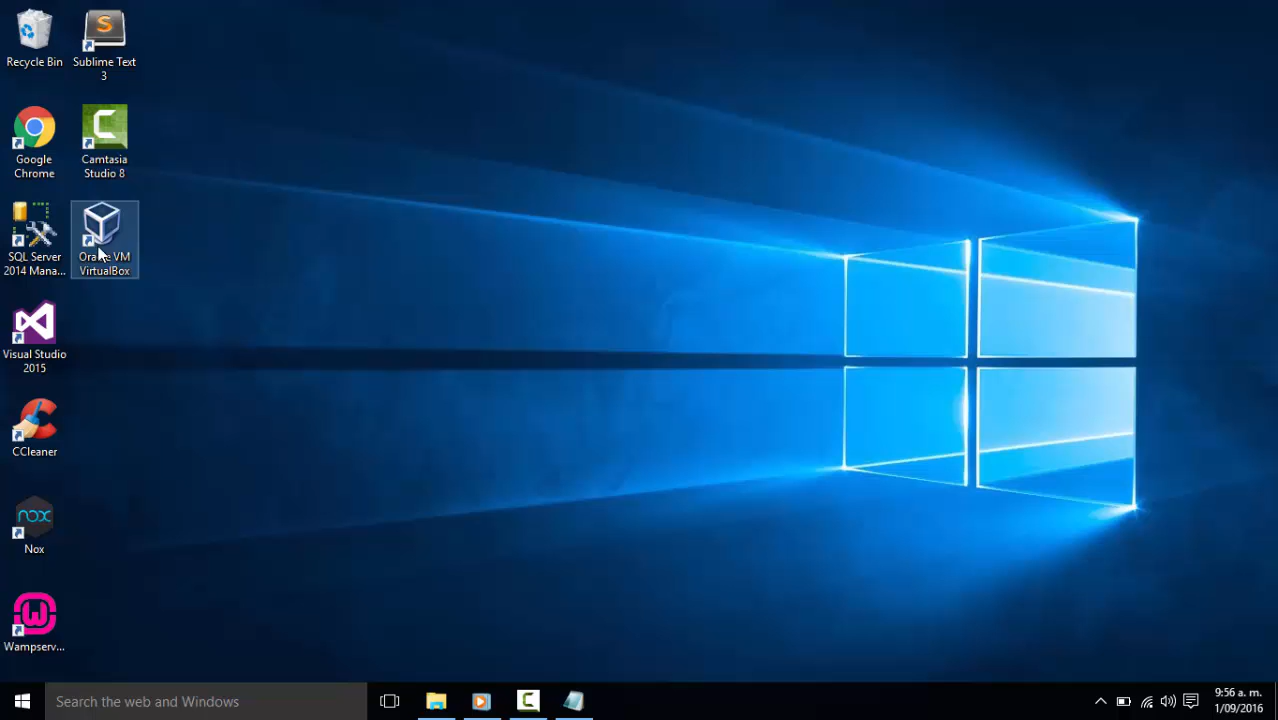 Recycle Bin
Sublime Text
3
Google
Chrome
Camtasia
Studio 8
SQL Server
2014 Mana...
Oracle VM
VirtualBox
Visual Studio
2015
CCleaner
nox
Nox
Wampserv...
Search the web and Windows
9:56 a. m.
1/09/2016